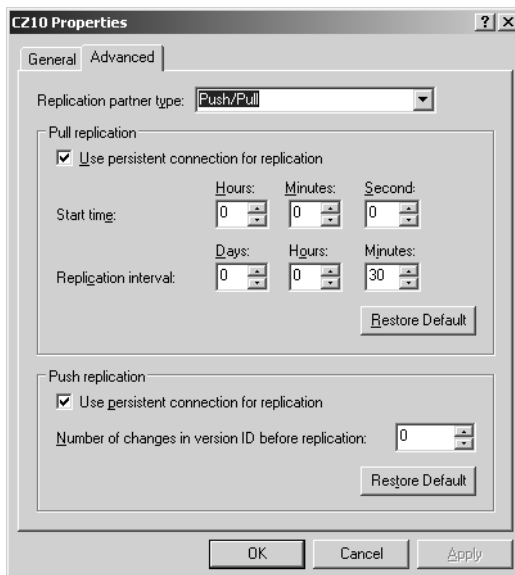 CZ10 Properties
General Advanced
Replication partner type: Push/Pull
Pull replication
Use persistent connection for replication
Hours: Minutes: Second:
Start time: 0 0 0
Days: Hours: Minutes:
Replication interval: 0 0 30
Restore Default
Push replication
Use persistent connection for replication
Number of changes in version ID before replication: 0
Restore Default
OK Cancel Apply